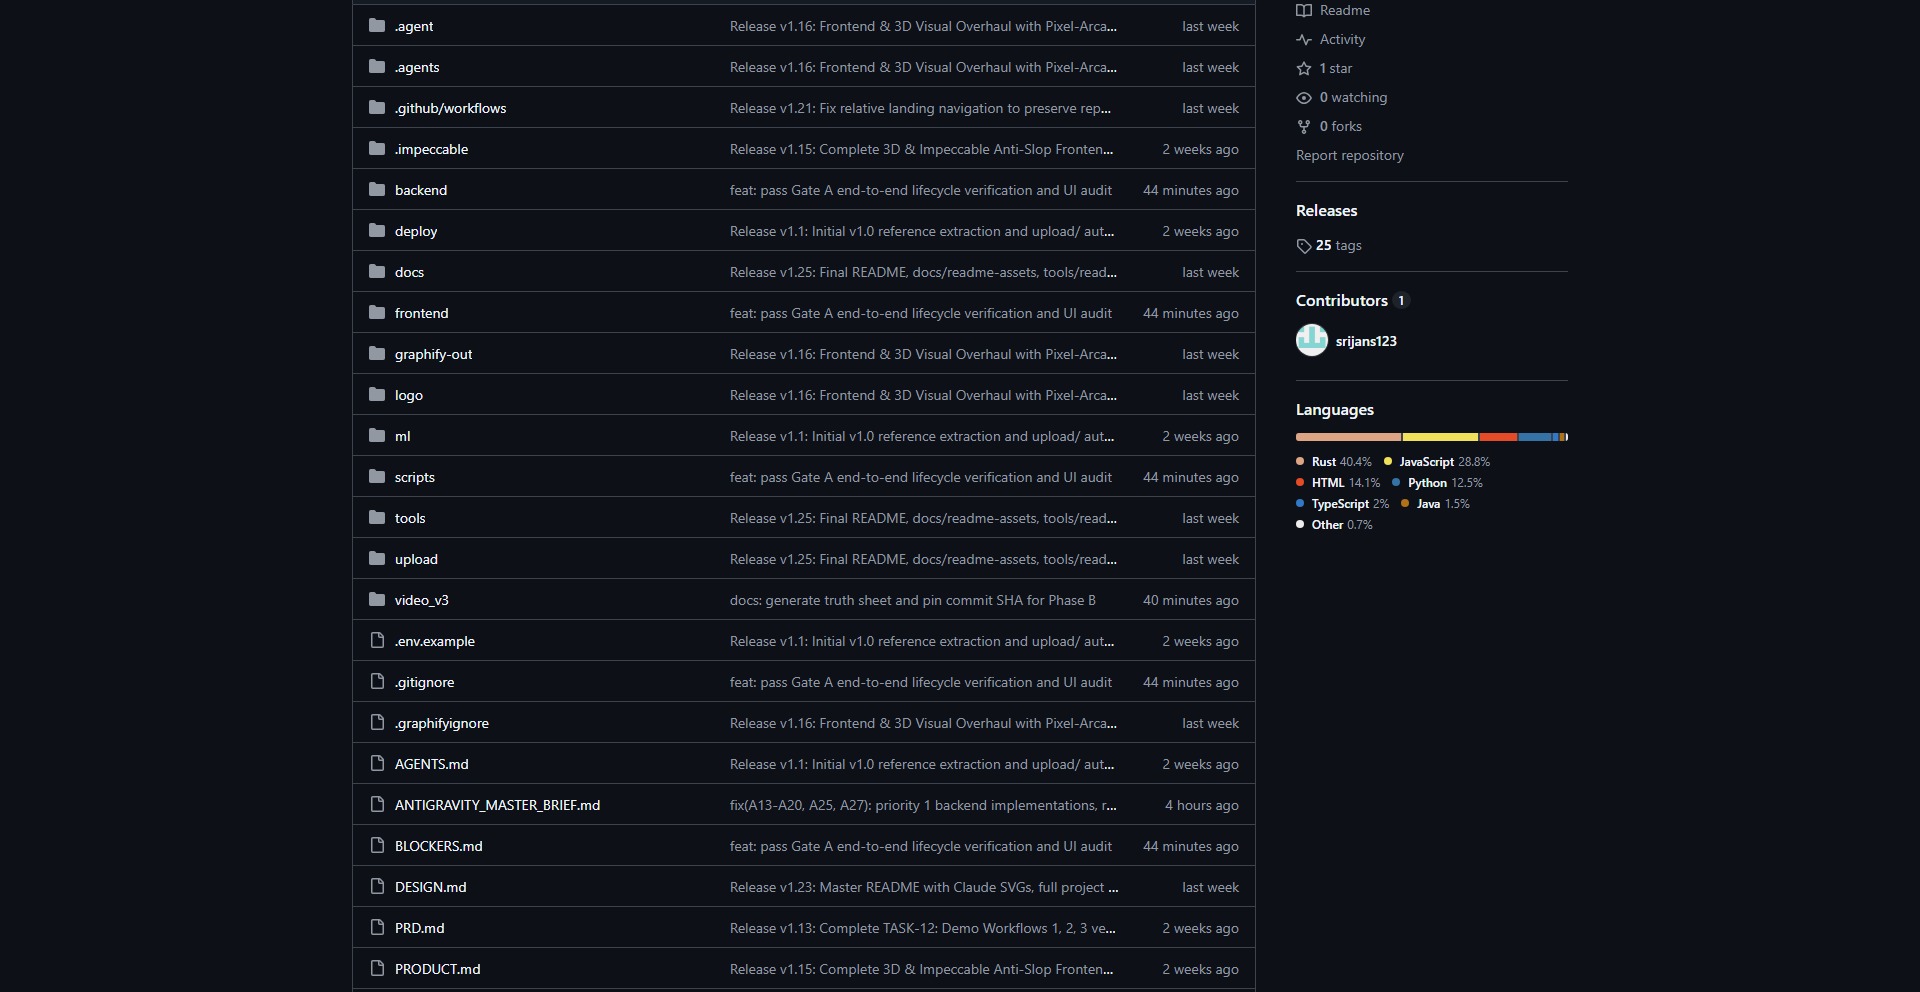 .agent Release v1.16: Frontend & 3D Visual Overhaul with Pixel-Arca... last week
.agents Release v1.16: Frontend & 3D Visual Overhaul with Pixel-Arca... last week
.github/workflows Release v1.21: Fix relative landing navigation to preserve rep... last week
.impeccable Release v1.15: Complete 3D & Impeccable Anti-Slop Fronten... 2 weeks ago
backend feat: pass Gate A end-to-end lifecycle verification and UI audit 44 minutes ago
deploy Release v1.1: Initial v1.0 reference extraction and upload/ aut... 2 weeks ago
docs Release v1.25: Final README, docs/readme-assets, tools/read... last week
frontend feat: pass Gate A end-to-end lifecycle verification and UI audit 44 minutes ago
graphify-out Release v1.16: Frontend & 3D Visual Overhaul with Pixel-Arca... last week
logo Release v1.16: Frontend & 3D Visual Overhaul with Pixel-Arca... last week
ml Release v1.1: Initial v1.0 reference extraction and upload/ aut... 2 weeks ago
scripts feat: pass Gate A end-to-end lifecycle verification and UI audit 44 minutes ago
tools Release v1.25: Final README, docs/readme-assets, tools/read... last week
upload Release v1.25: Final README, docs/readme-assets, tools/read... last week
video_v3 docs: generate truth sheet and pin commit SHA for Phase B 40 minutes ago
.env.example Release v1.1: Initial v1.0 reference extraction and upload/ aut... 2 weeks ago
.gitignore feat: pass Gate A end-to-end lifecycle verification and UI audit 44 minutes ago
.graphifyignore Release v1.16: Frontend & 3D Visual Overhaul with Pixel-Arca... last week
AGENTS.md Release v1.1: Initial v1.0 reference extraction and upload/ aut... 2 weeks ago
ANTIGRAVITY_MASTER_BRIEF.md fix(A13-A20, A25, A27): priority 1 backend implementations, r... 4 hours ago
BLOCKERS.md feat: pass Gate A end-to-end lifecycle verification and UI audit 44 minutes ago
DESIGN.md Release v1.23: Master README with Claude SVGs, full project ... last week
PRD.md Release v1.13: Complete TASK-12: Demo Workflows 1, 2, 3 ve... 2 weeks ago
PRODUCT.md Release v1.15: Complete 3D & Impeccable Anti-Slop Fronten... 2 weeks ago
Readme
Activity
1 star
0 watching
0 forks
Report repository
Releases
25 tags
Contributors 1
srijans123
Languages
Rust 40.4% JavaScript 28.8%
HTML 14.1% Python 12.5%
TypeScript 2% Java 1.5%
Other 0.7%